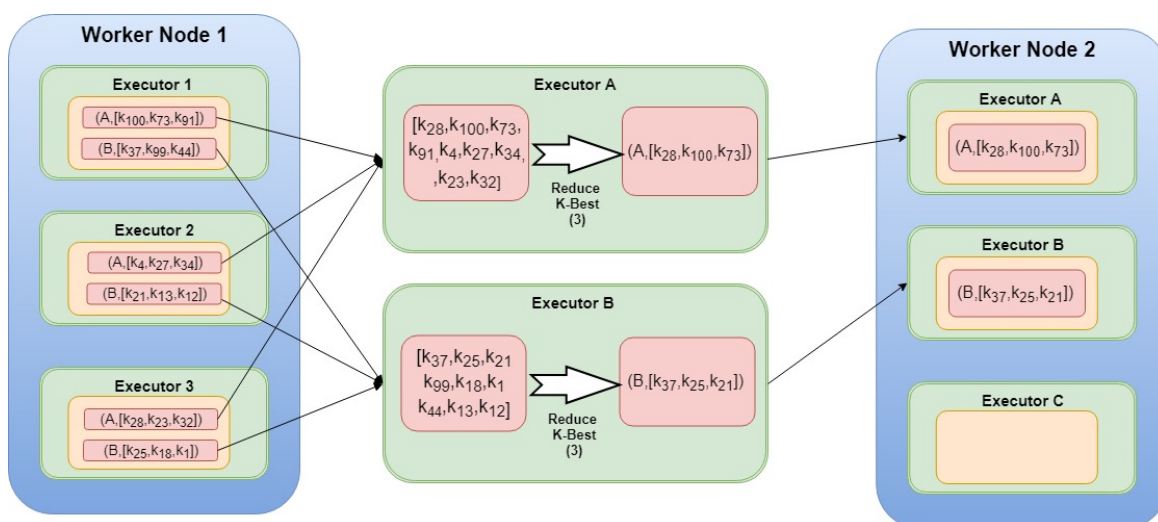 Worker Node 1
Executor 1
(A,[k100,k73,k91])
(B,[k37,k99,k44])
Executor 2
(A,[k4,k27,k34])
(B,[k21,k13,k12])
Executor 3
(A,[k28,k23,k32])
(B,[k25,k18,k1])
Executor A
[k28,k100,k73,
k91,k4,k27,k34,
,k23,k32]
Reduce
K-Best
(3)
(A,[k28,k100,k73])
Executor B
[k37,k25,k21
k99,k18,k1
k44,k13,k12]
Reduce
K-Best
(3)
(B,[k37,k25,k21])
Worker Node 2
Executor A
(A,[k28,k100,k73])
Executor B
(B,[k37,k25,k21])
Executor C